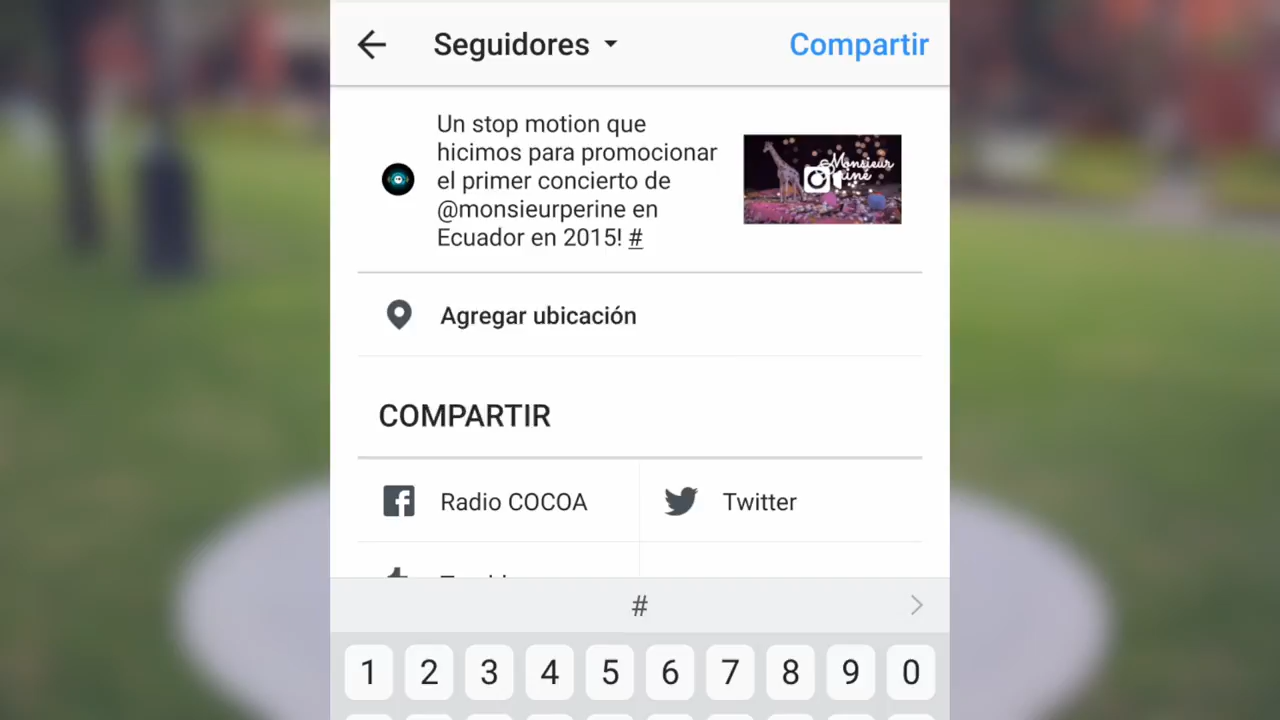 Seguidores
Compartir
Un stop motion que
hicimos para promocionar
el primer concierto de
@monsieurperine en
Ecuador en 2015! #
Monsieur
Agregar ubicación
COMPARTIR
Radio COCOA
Twitter
#
1 2 3 4 5 6 7 8 9 0